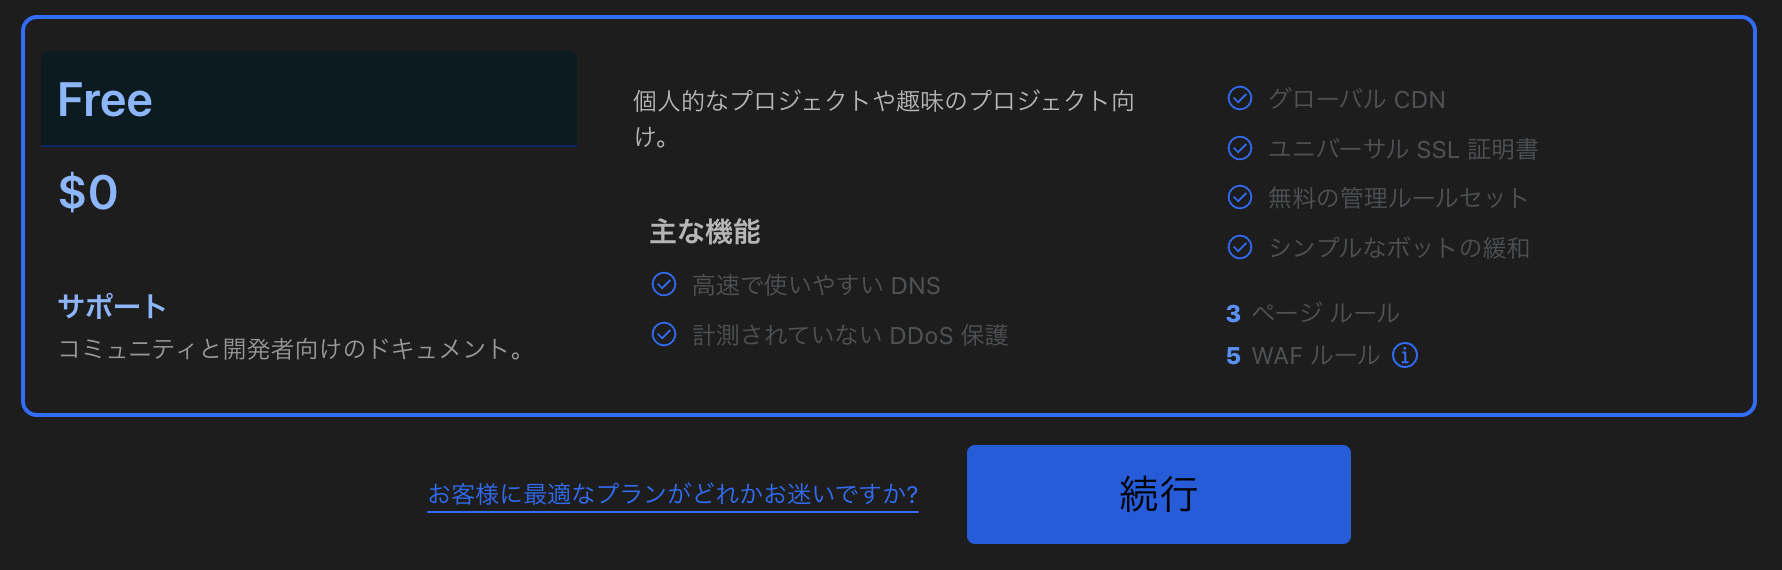 Free
$0
サポート
コミュニティと開発者向けのドキュメント。
個人的なプロジェクトや趣味のプロジェクト向
け。
主な機能
高速で使いやすい DNS
計測されていない DDoS 保護
グローバル CDN
ユニバーサル SSL 証明書
無料の管理ルールセット
シンプルなボットの緩和
3 ページ ルール
5 WAF ルール
お客様に最適なプランがどれかお迷いですか?
続行